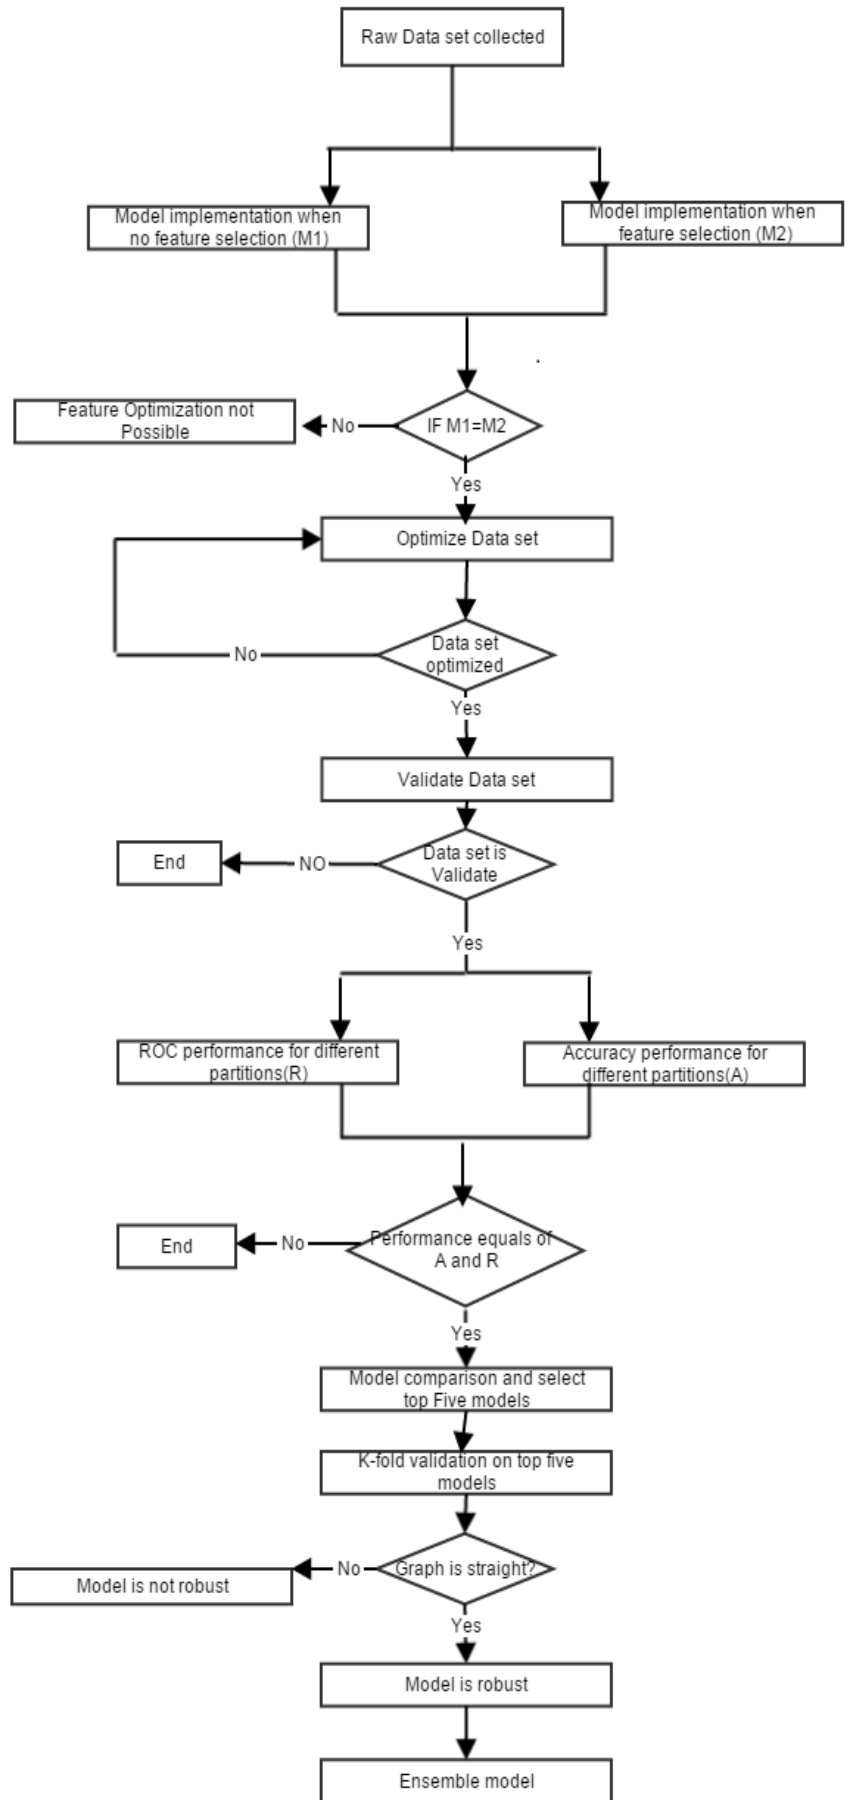 Raw Data set collected
Model implementation when
no feature selection (M1)
Model implementation when
feature selection (M2)
Feature Optimization not
Possible
No
IF M1=M2
Yes
Optimize Data set
No
Data set
optimized
Yes
Validate Data set
End
NO
Data set is
Validate
Yes
ROC performance for different
partitions(R)
Accuracy performance for
different partitions(A)
End
No
Performance equals of
A and R
Yes
Model comparison and select
top Five models
K-fold validation on top five
models
Model is not robust
No
Graph is straight?
Yes
Model is robust
Ensemble model